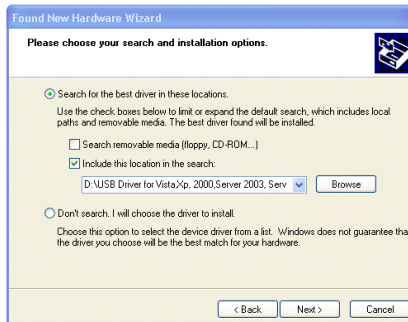 Found New Hardware Wizard
Please choose your search and installation options.
Search for the best driver in these locations.
Use the check boxes below to limit or expand the default search, which includes local
paths and removable media. The best driver found will be installed.
Search removable media (floppy, CD-ROM...)
Include this location in the search:
D:\USB Driver for Vista,Xp, 2000,Server 2003, Serv
Browse
Don't search. I will choose the driver to install.
Choose this option to select the device driver from a list. Windows does not guarantee tha
the driver you choose will be the best match for your hardware.
< Back
Next >
Cancel